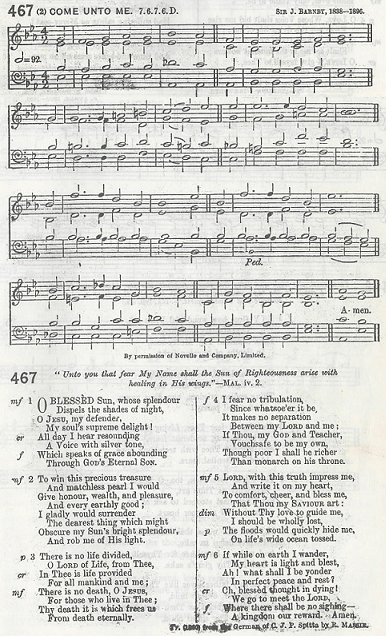 467 (2) COME UNTO ME. 7.6.7.6.D. SIR J. BARNBY, 1838–1896.
=92
Ped.
A- men.
By permission of Novello and Company, Limited.
467 "Unto you that fear My Name shall the Sun of Righteousness arise with
healing in His wings."—MAL. iv. 2.
mf 1 O BLESSÈD Sun, whose splendour
Dispels the shades of night,
O JESU, my defender,
My soul's supreme delight!
cr All day I hear resounding
A Voice with silver tone,
f Which speaks of grace abounding
Through GOD'S Eternal SON.
mf 2 To win this precious treasure
And matchless pearl I would
Give honour, wealth, and pleasure,
And every earthly good;
I gladly would surrender
The dearest thing which might
Obscure my Sun's bright splendour,
And rob me of His light.
p 3 There is no life divided,
O LORD of Life, from Thee,
cr In Thee is life provided
For all mankind and me;
mf There is no death, O JESUS,
For those who live in Thee;
Thy death it is which frees us
From death eternally.
f 4 I fear no tribulation,
Since whatsoe'er it be,
It makes no separation
Between my LORD and me;
If Thou, my GOD and Teacher,
Vouchsafe to be my own,
Though poor I shall be richer
Than monarch on his throne.
mf 5 LORD, with this truth impress me,
And write it on my heart,
To comfort, cheer, and bless me,
That Thou my SAVIOUR art:
dim Without Thy love to guide me,
I should be wholly lost,
p The floods would quickly hide me,
On life's wide ocean tossed.
mf 6 If while on earth I wander,
My heart is light and blest,
Ah! what shall I be yonder
In perfect peace and rest?
cr Oh, blessèd thought in dying!
We go to meet the LORD,
f Where there shall be no sighing—
A kingdom our reward. Amen.
Fr. from the German of C. J. P. Spitta by R. MASSIE.